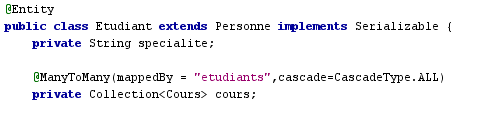 @Entity
public class Etudiant extends Personne implements Serializable {
private String specialite;
@ManyToMany(mappedBy = "etudiants",cascade=CascadeType.ALL)
private Collection<Cours> cours;